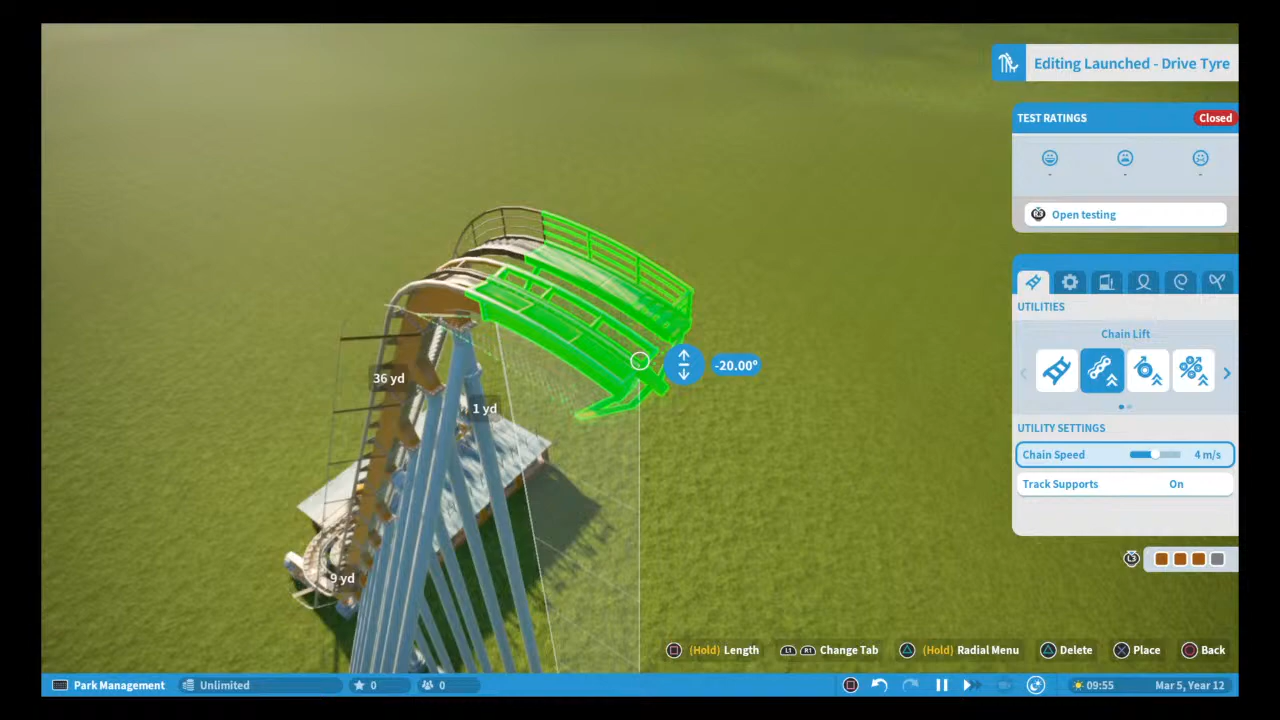 Editing Launched - Drive Tyre
TEST RATINGS
Closed
- - -
Open testing
UTILITIES
Chain Lift
UTILITY SETTINGS
Chain Speed 4 m/s
Track Supports On
-20.00°
36 yd
1 yd
9 yd
(Hold) Length L1 R1 Change Tab (Hold) Radial Menu Delete Place Back
Park Management Unlimited 0 0 09:55 Mar 5, Year 12